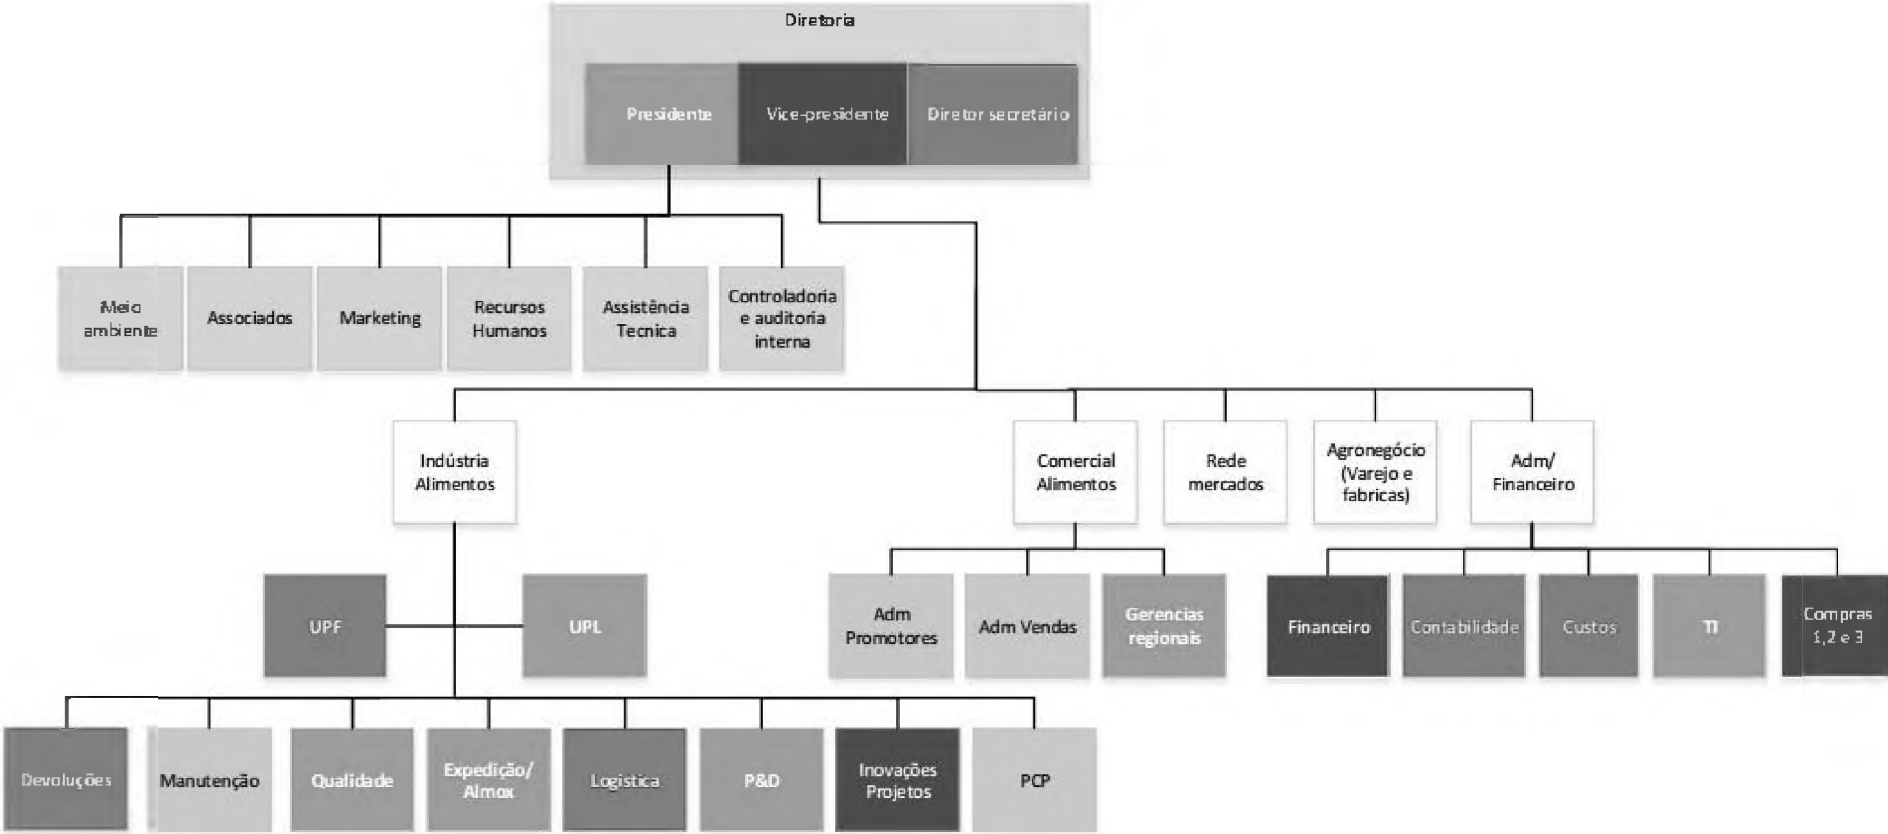 Diretoria
Presidente
Vice-presidente
Diretor secretário
Meio
ambiente
Associados
Marketing
Recursos
Humanos
Assistência
Tecnica
Controladoria
e auditoria
interna
Indústria
Alimentos
Comercial
Alimentos
Rede
mercados
Agronegócio
(Varejo e
fabricas)
Adm/
Financeiro
UPF
UPL
Adm
Promotores
Adm Vendas
Gerencias
regionais
Financeiro
Contabilidade
Custos
TI
Compras
1,2 e 3
Devoluções
Manutenção
Qualidade
Expedição/
Almox
Logistica
P&D
Inovações
Projetos
PCP